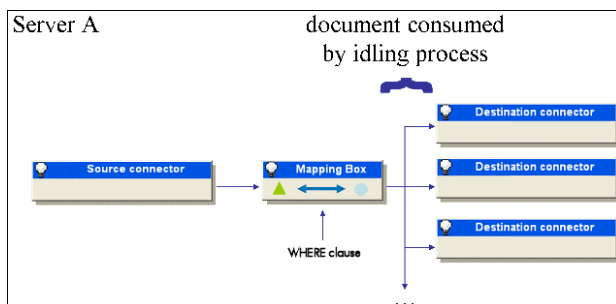 Server A
document consumed
by idling process
Destination connector
Source connector
Mapping Box
Destination connector
Destination connector
WHERE clause
...